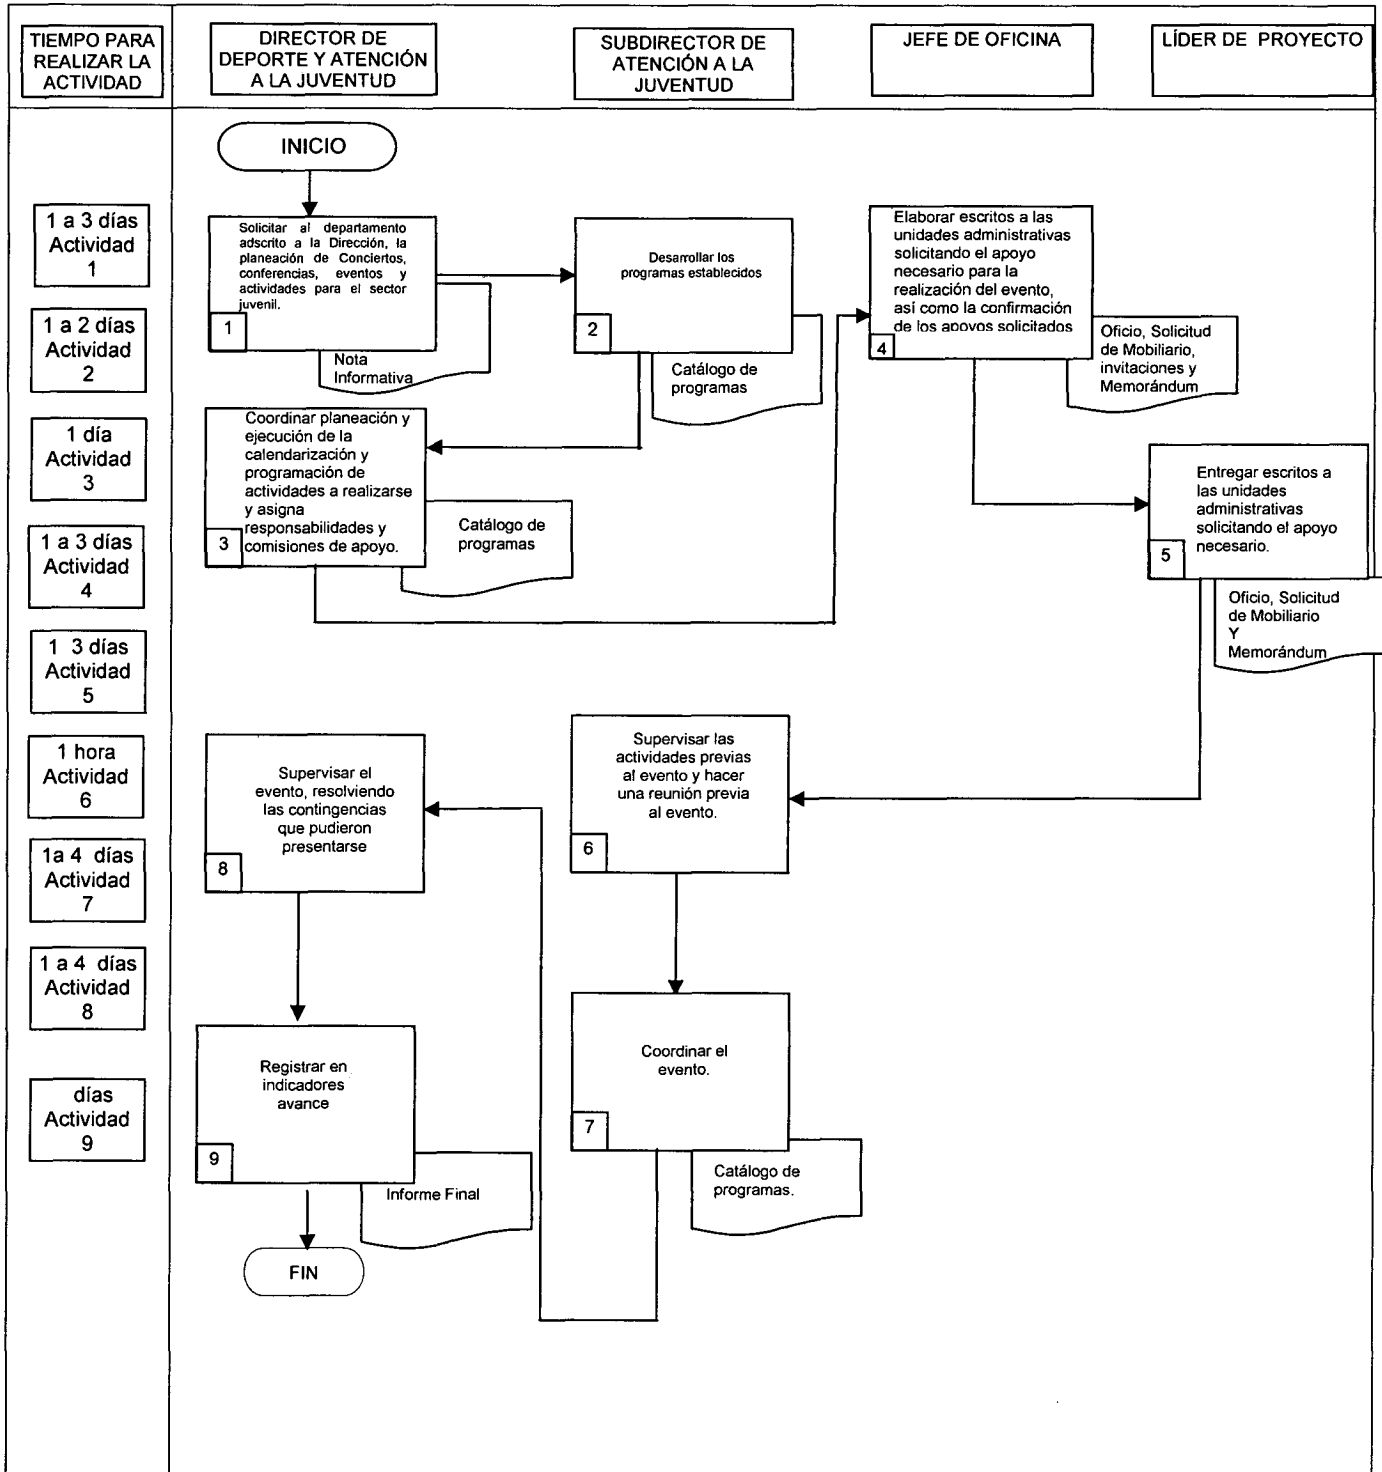 TIEMPO PARA
REALIZAR LA
ACTIVIDAD
DIRECTOR DE
DEPORTE Y ATENCIÓN
A LA JUVENTUD
SUBDIRECTOR DE
ATENCIÓN A LA
JUVENTUD
JEFE DE OFICINA
LÍDER DE PROYECTO
INICIO
1 a 3 días
Actividad
1
Solicitar al departamento
adscrito a la Dirección, la
planeación de Conciertos,
conferencias, eventos y
actividades para el sector
juvenil.
1
Nota
Informativa
Desarrollar los
programas establecidos
2
Catálogo de
programas
Elaborar escritos a las
unidades administrativas
solicitando el apoyo
necesario para la
realización del evento,
así como la confirmación
de los apoyos solicitados
4
Oficio, Solicitud
de Mobiliario,
invitaciones y
Memorándum
1 a 2 días
Actividad
2
1 día
Actividad
3
Coordinar planeación y
ejecución de la
calendarización y
programación de
actividades a realizarse
y asigna
responsabilidades y
comisiones de apoyo.
3
Catálogo de
programas
Entregar escritos a
las unidades
administrativas
solicitando el apoyo
necesario.
5
Oficio, Solicitud
de Mobiliario
Y
Memorándum
1 a 3 días
Actividad
4
1 3 días
Actividad
5
1 hora
Actividad
6
Supervisar el
evento, resolviendo
las contingencias
que pudieron
presentarse
8
Supervisar las
actividades previas
al evento y hacer
una reunión previa
al evento.
6
1a 4 días
Actividad
7
1 a 4 días
Actividad
8
días
Actividad
9
Registrar en
indicadores
avance
9
Informe Final
Coordinar el
evento.
7
Catálogo de
programas.
FIN